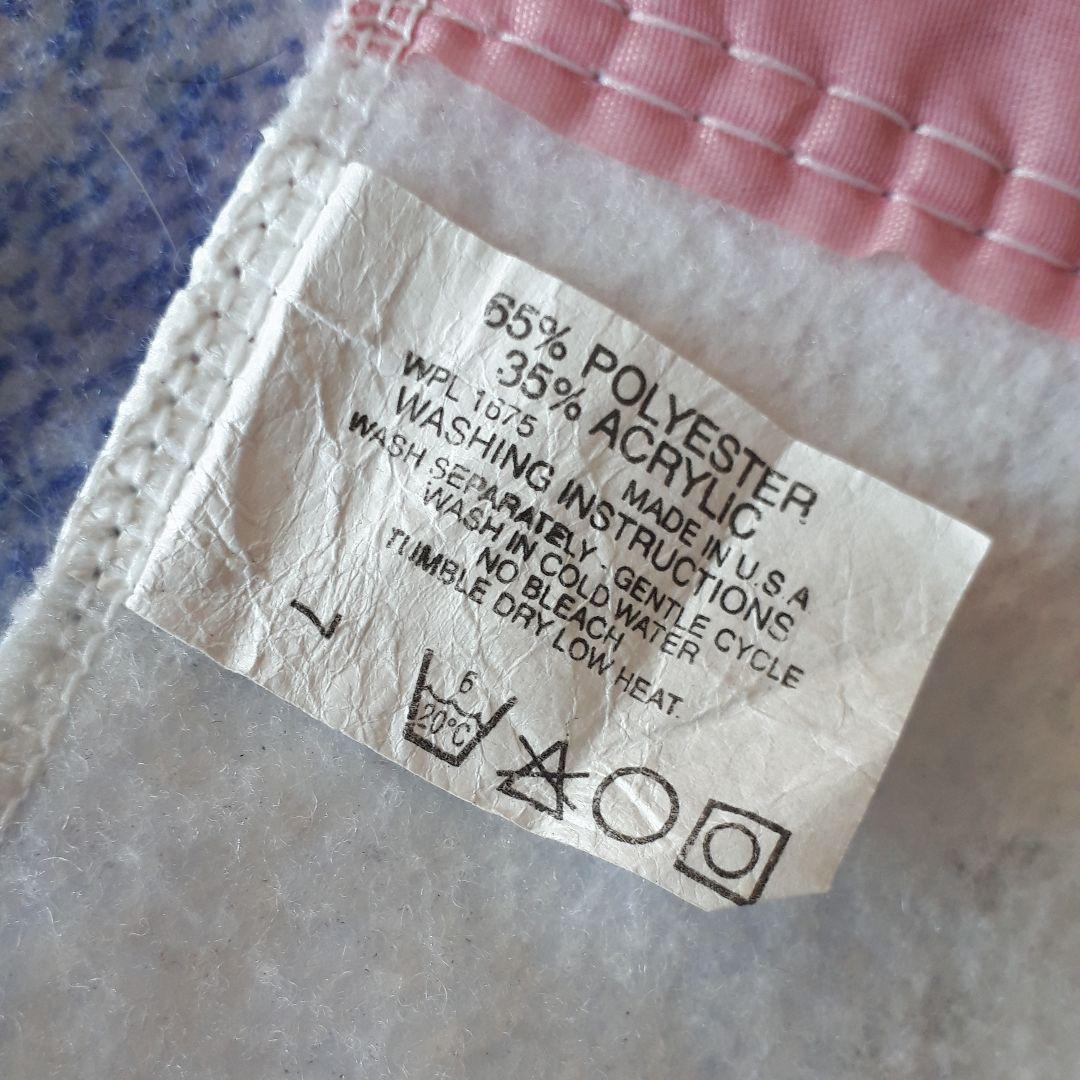 65% POLYESTER
35% ACRYLIC
WPL 1675 MADE IN U.S A
WASHING INSTRUCTIONS
WASH SEPARATELY - GENTLE CYCLE
WASH IN COLD WATER
NO BLEACH
TUMBLE DRY LOW HEAT.
7
6
20°C